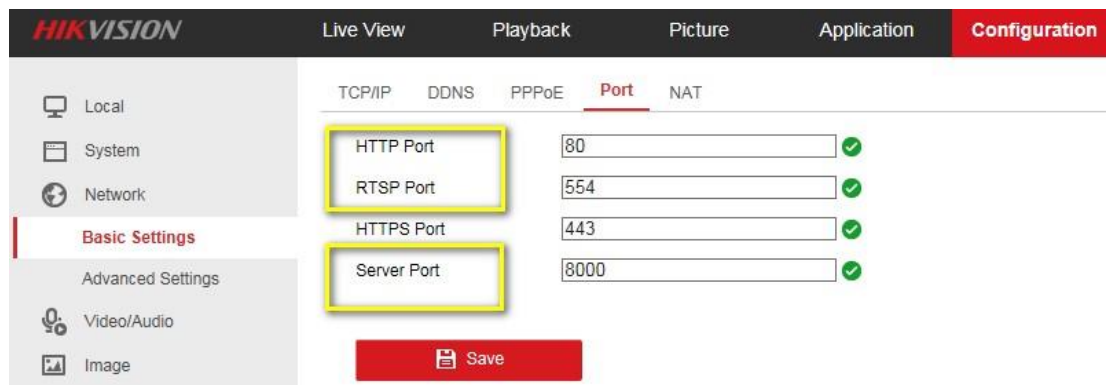 HIKVISION Live View Playback Picture Application Configuration
TCP/IP DDNS PPPoE Port NAT
Local
System
Network
Basic Settings
Advanced Settings
Video/Audio
Image
HTTP Port 80
RTSP Port 554
HTTPS Port 443
Server Port 8000
Save